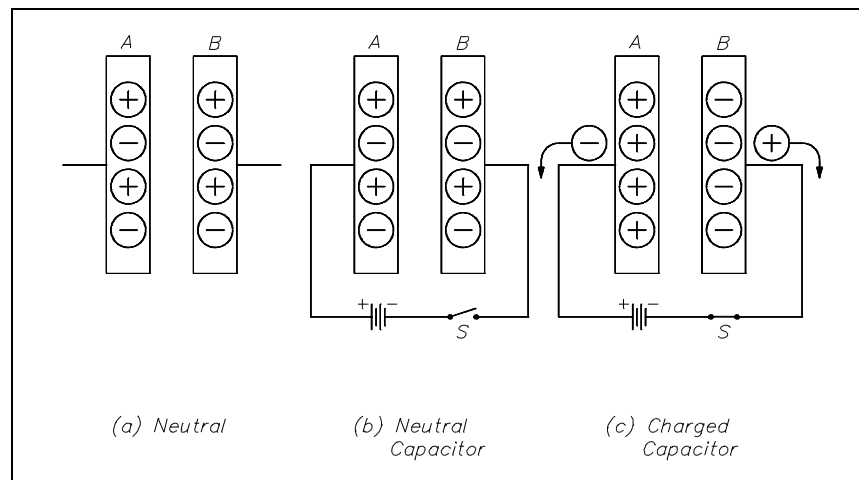 A B
+ +
− −
+ +
− −
(a) Neutral
A B
+ +
− −
+ +
− −
+ −
S
(b) Neutral
Capacitor
A B
+ −
− + − +
+ −
+ −
+ −
S
(c) Charged
Capacitor